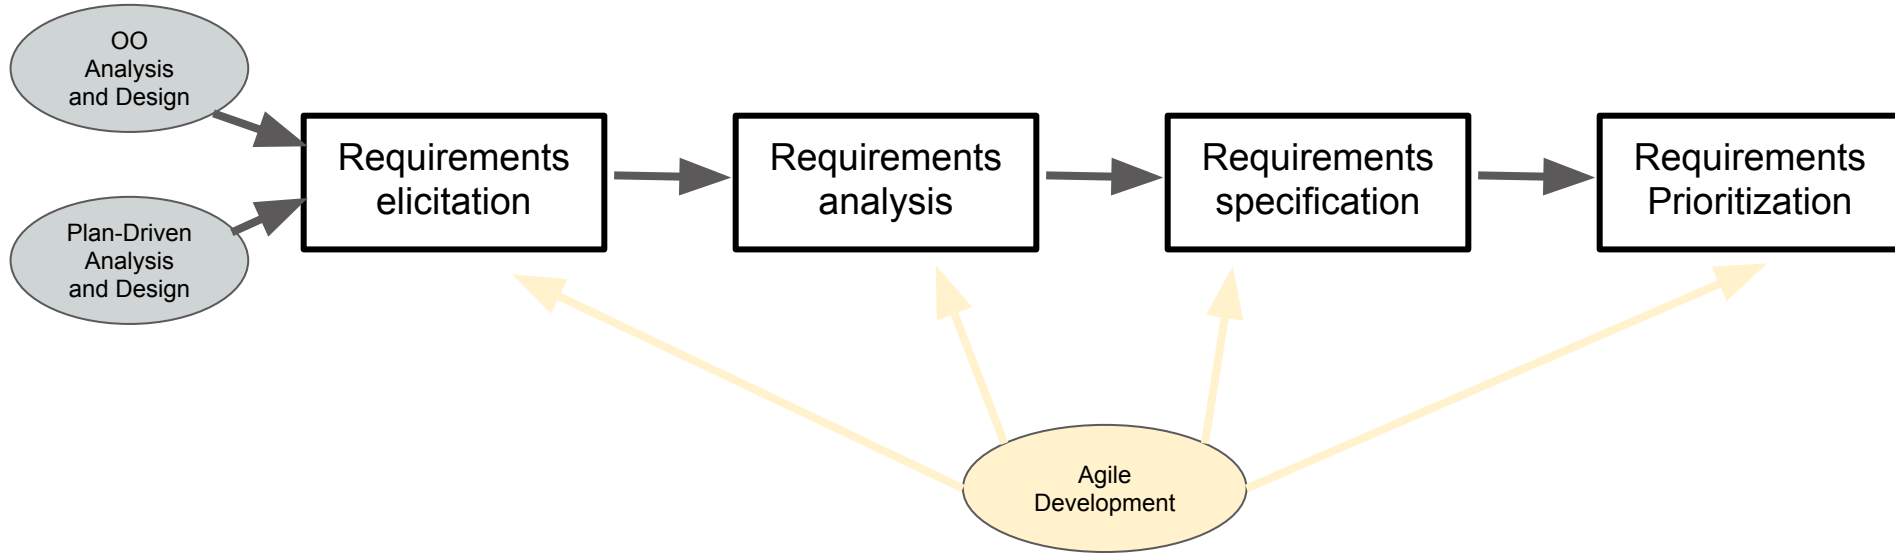 OO
Analysis
and Design
Plan-Driven
Analysis
and Design
Requirements
elicitation
Requirements
analysis
Requirements
specification
Requirements
Prioritization
Agile
Development